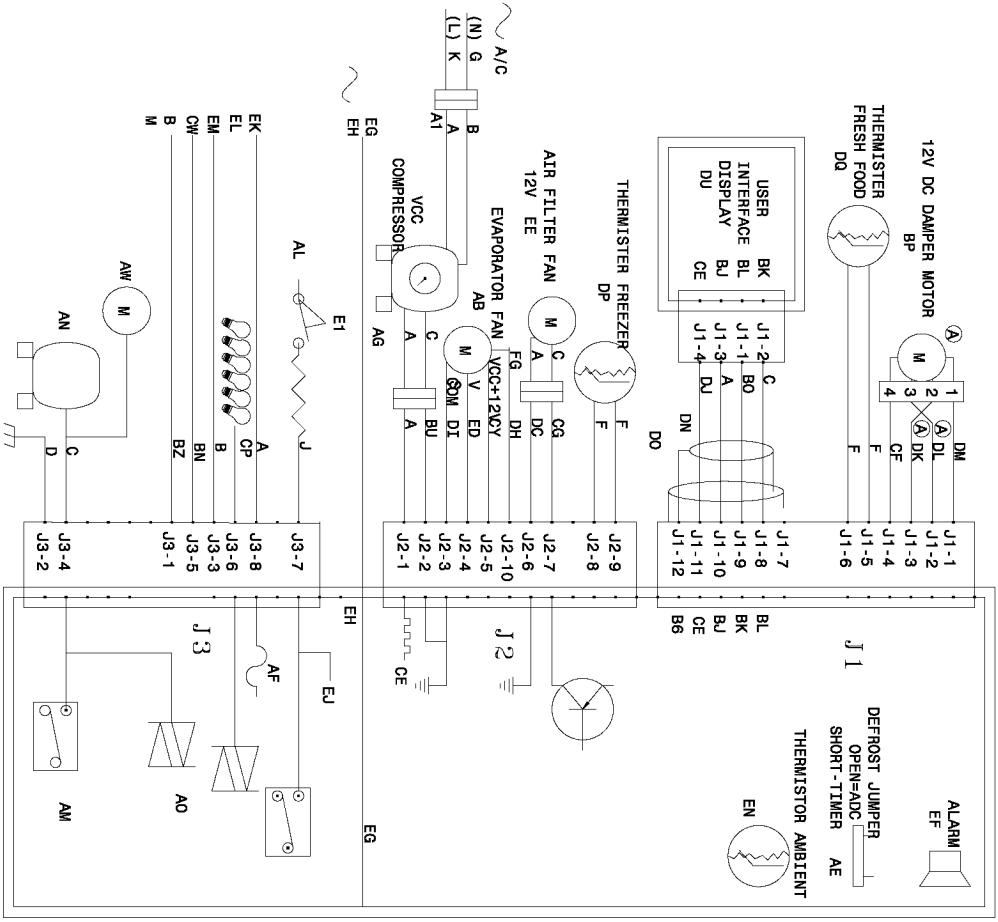 ALARM
EF
DEFROST JUMPER
OPEN=ADC
SHORT-TIMER AE
THERMISTOR AMBIENT
EN
J1
12V DC DAMPER MOTOR
BP
A
M
1
2
3
4
A
A
DM
DL
DK
CF
F
F
THERMISTER
FRESH FOOD
DQ
J1-1
J1-2
J1-3
J1-4
J1-5
J1-6
J1-7
J1-8
J1-9
J1-10
J1-11
J1-12
BL
BK
BJ
CE
B6
USER
INTERFACE
DISPLAY
DU
BK
BL
BJ
CE
J1-2
J1-1
J1-3
J1-4
C
BO
A
DJ
DN
DO
THERMISTER FREEZER
DP
F
F
AIR FILTER FAN
12V EE
M
C
A
CG
DC
EVAPORATOR FAN
AB
M
FG
DH
VCC+12V
CY
V
ED
COM
DI
J2
J2-9
J2-8
J2-7
J2-6
J2-10
J2-5
J2-4
J2-3
J2-2
J2-1
CE
A/C
(N) G
(L) K
B
A
A1
VCC
COMPRESSOR
AG
C
A
BU
A
EG
EH
EG
EH
J3
AL
E1
J
EK
EL
EM
CW
B
M
A
CP
B
BN
BZ
J3-7
J3-8
J3-6
J3-3
J3-5
J3-1
J3-4
J3-2
EJ
AF
AO
AM
AW
M
AN
C
D